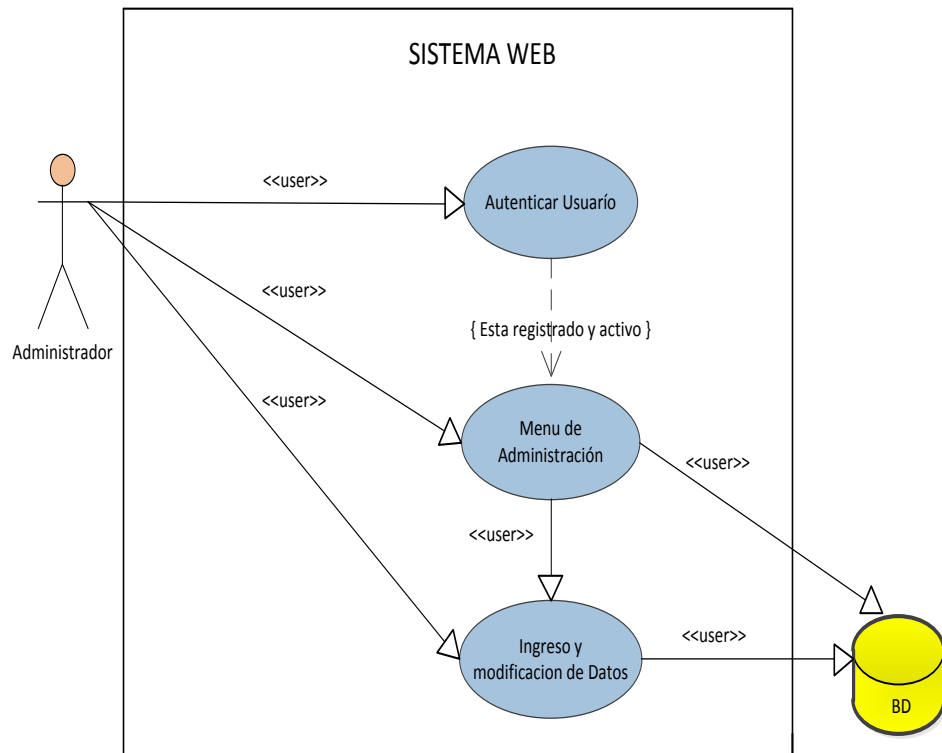 SISTEMA WEB
<<user>>
Autenticar Usuarío
<<user>>
{ Esta registrado y activo }
Administrador
<<user>>
Menu de
Administración
<<user>>
<<user>>
Ingreso y
modificacion de Datos
<<user>>
BD